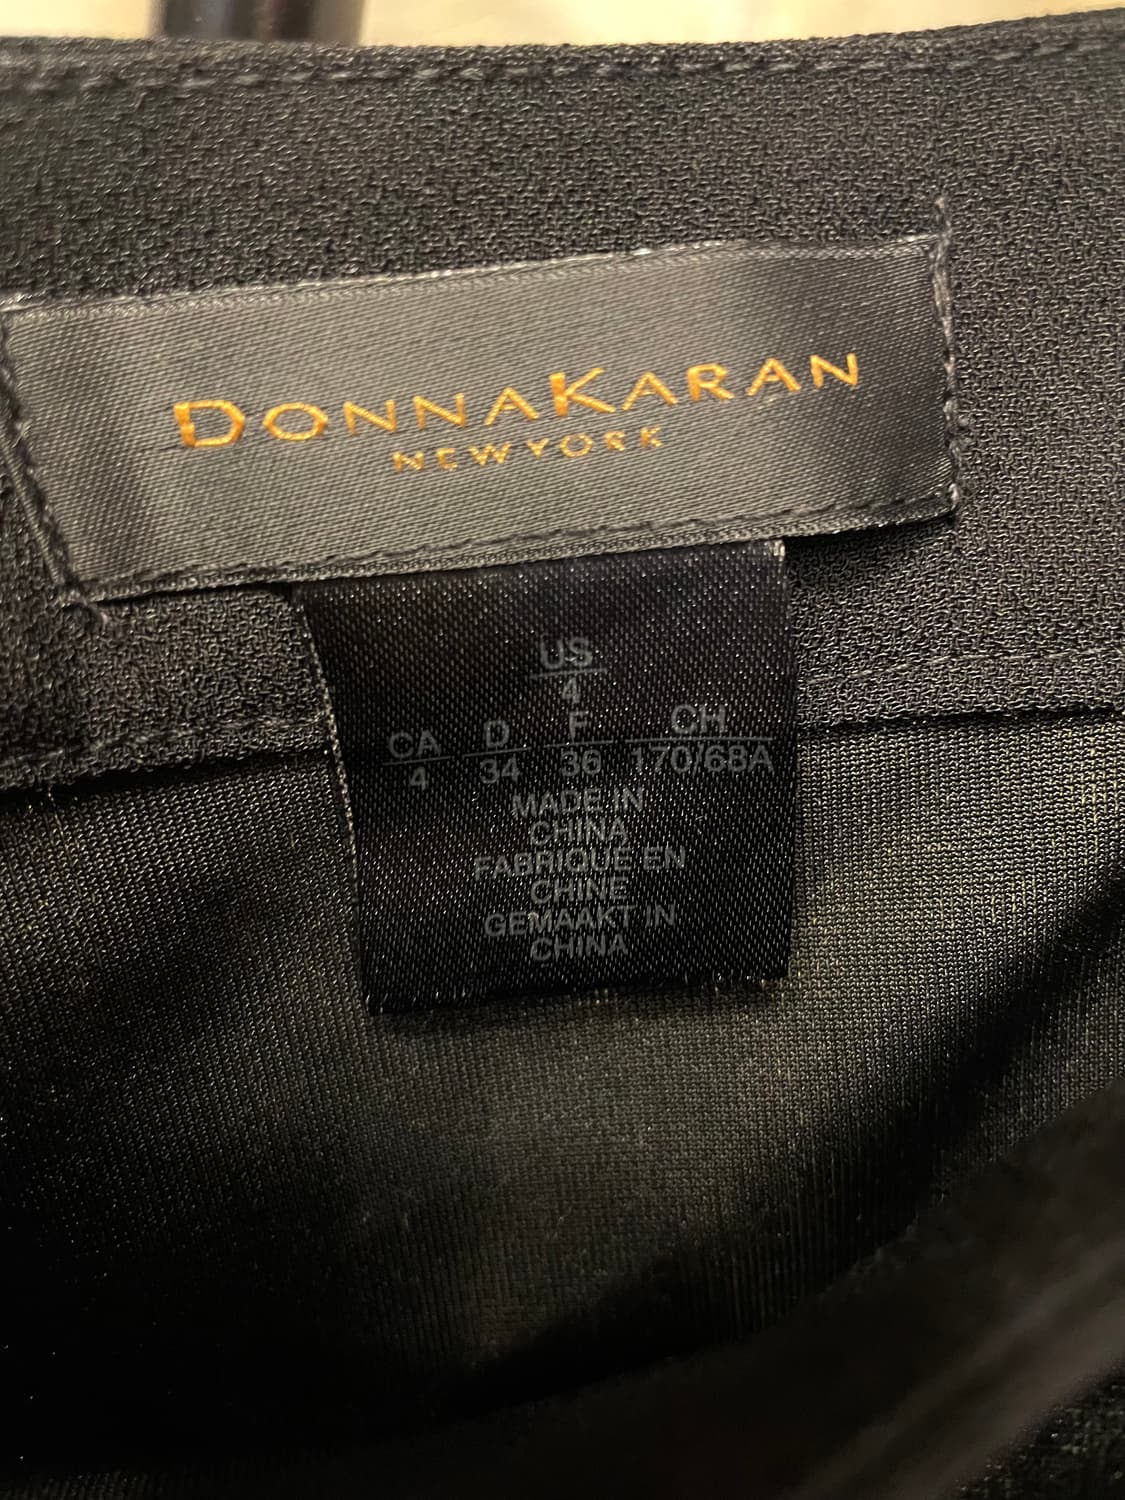 DONNAKARAN
NEWYORK
US
4
CA D F CH
4 34 36 170/68A
MADE IN
CHINA
FABRIQUE EN
CHINE
GEMAAKT IN
CHINA